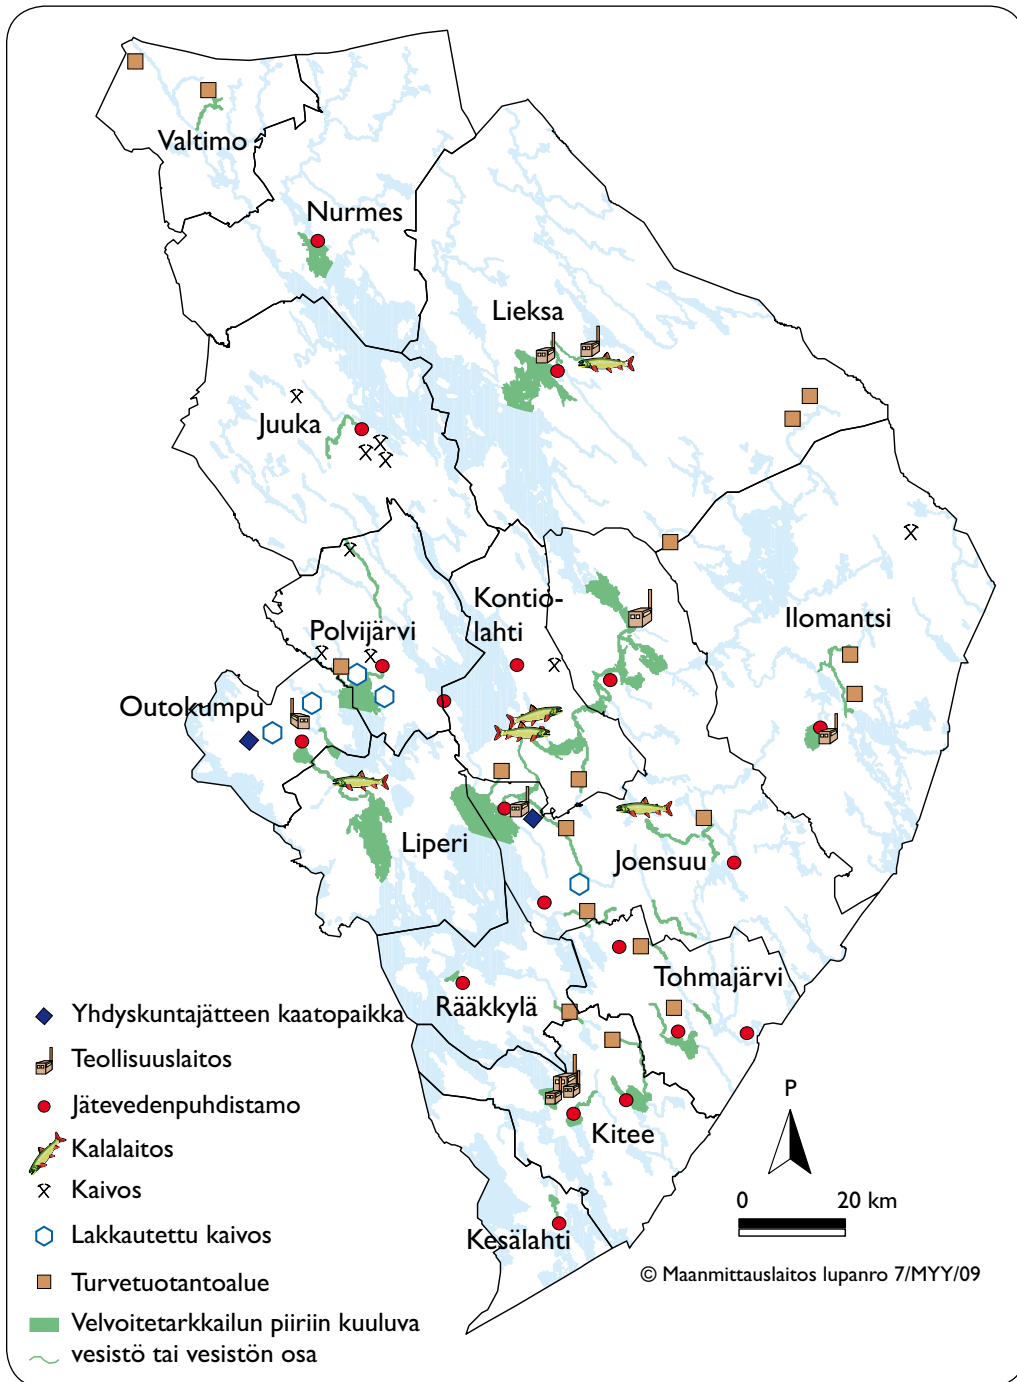 Valtimo
Nurmes
Lieksa
Juuka
Kontio-
lahti
Ilomantsi
Polvijärvi
Outokumpu
Liperi
Joensuu
Tohmajärvi
Rääkkylä
Kitee
Kesälahti
Yhdyskuntajätteen kaatopaikka
Teollisuuslaitos
Jätevedenpuhdistamo
Kalalaitos
Kaivos
Lakkautettu kaivos
Turvetuotantoalue
Velvoitetarkkailun piiriin kuuluva
vesistö tai vesistön osa
P
0 20 km
© Maanmittauslaitos lupanro 7/MYY/09